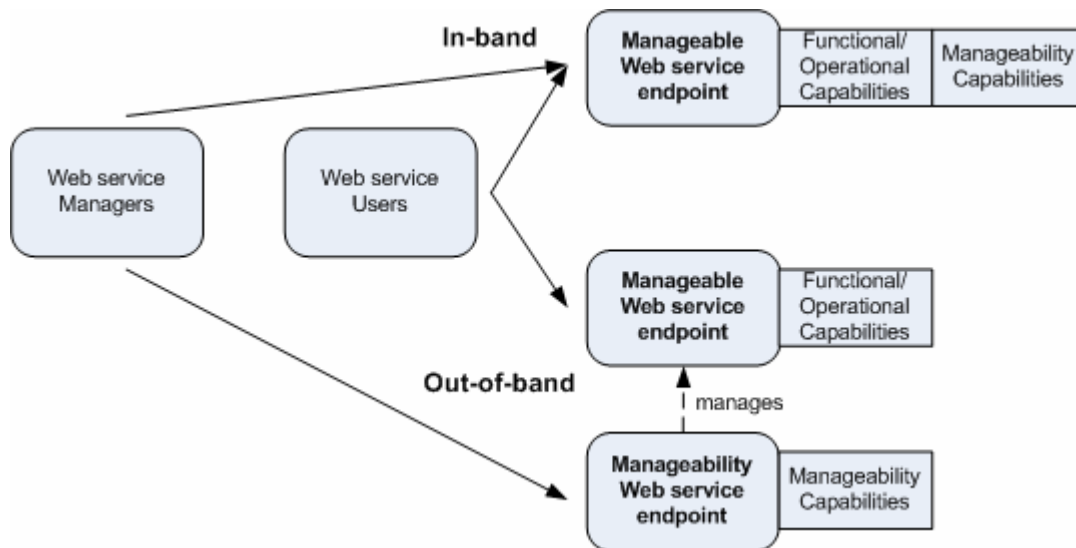 In-band
Manageable
Web service
endpoint
Functional/
Operational
Capabilities
Manageability
Capabilities
Web service
Managers
Web service
Users
Manageable
Web service
endpoint
Functional/
Operational
Capabilities
Out-of-band
manages
Manageability
Web service
endpoint
Manageability
Capabilities